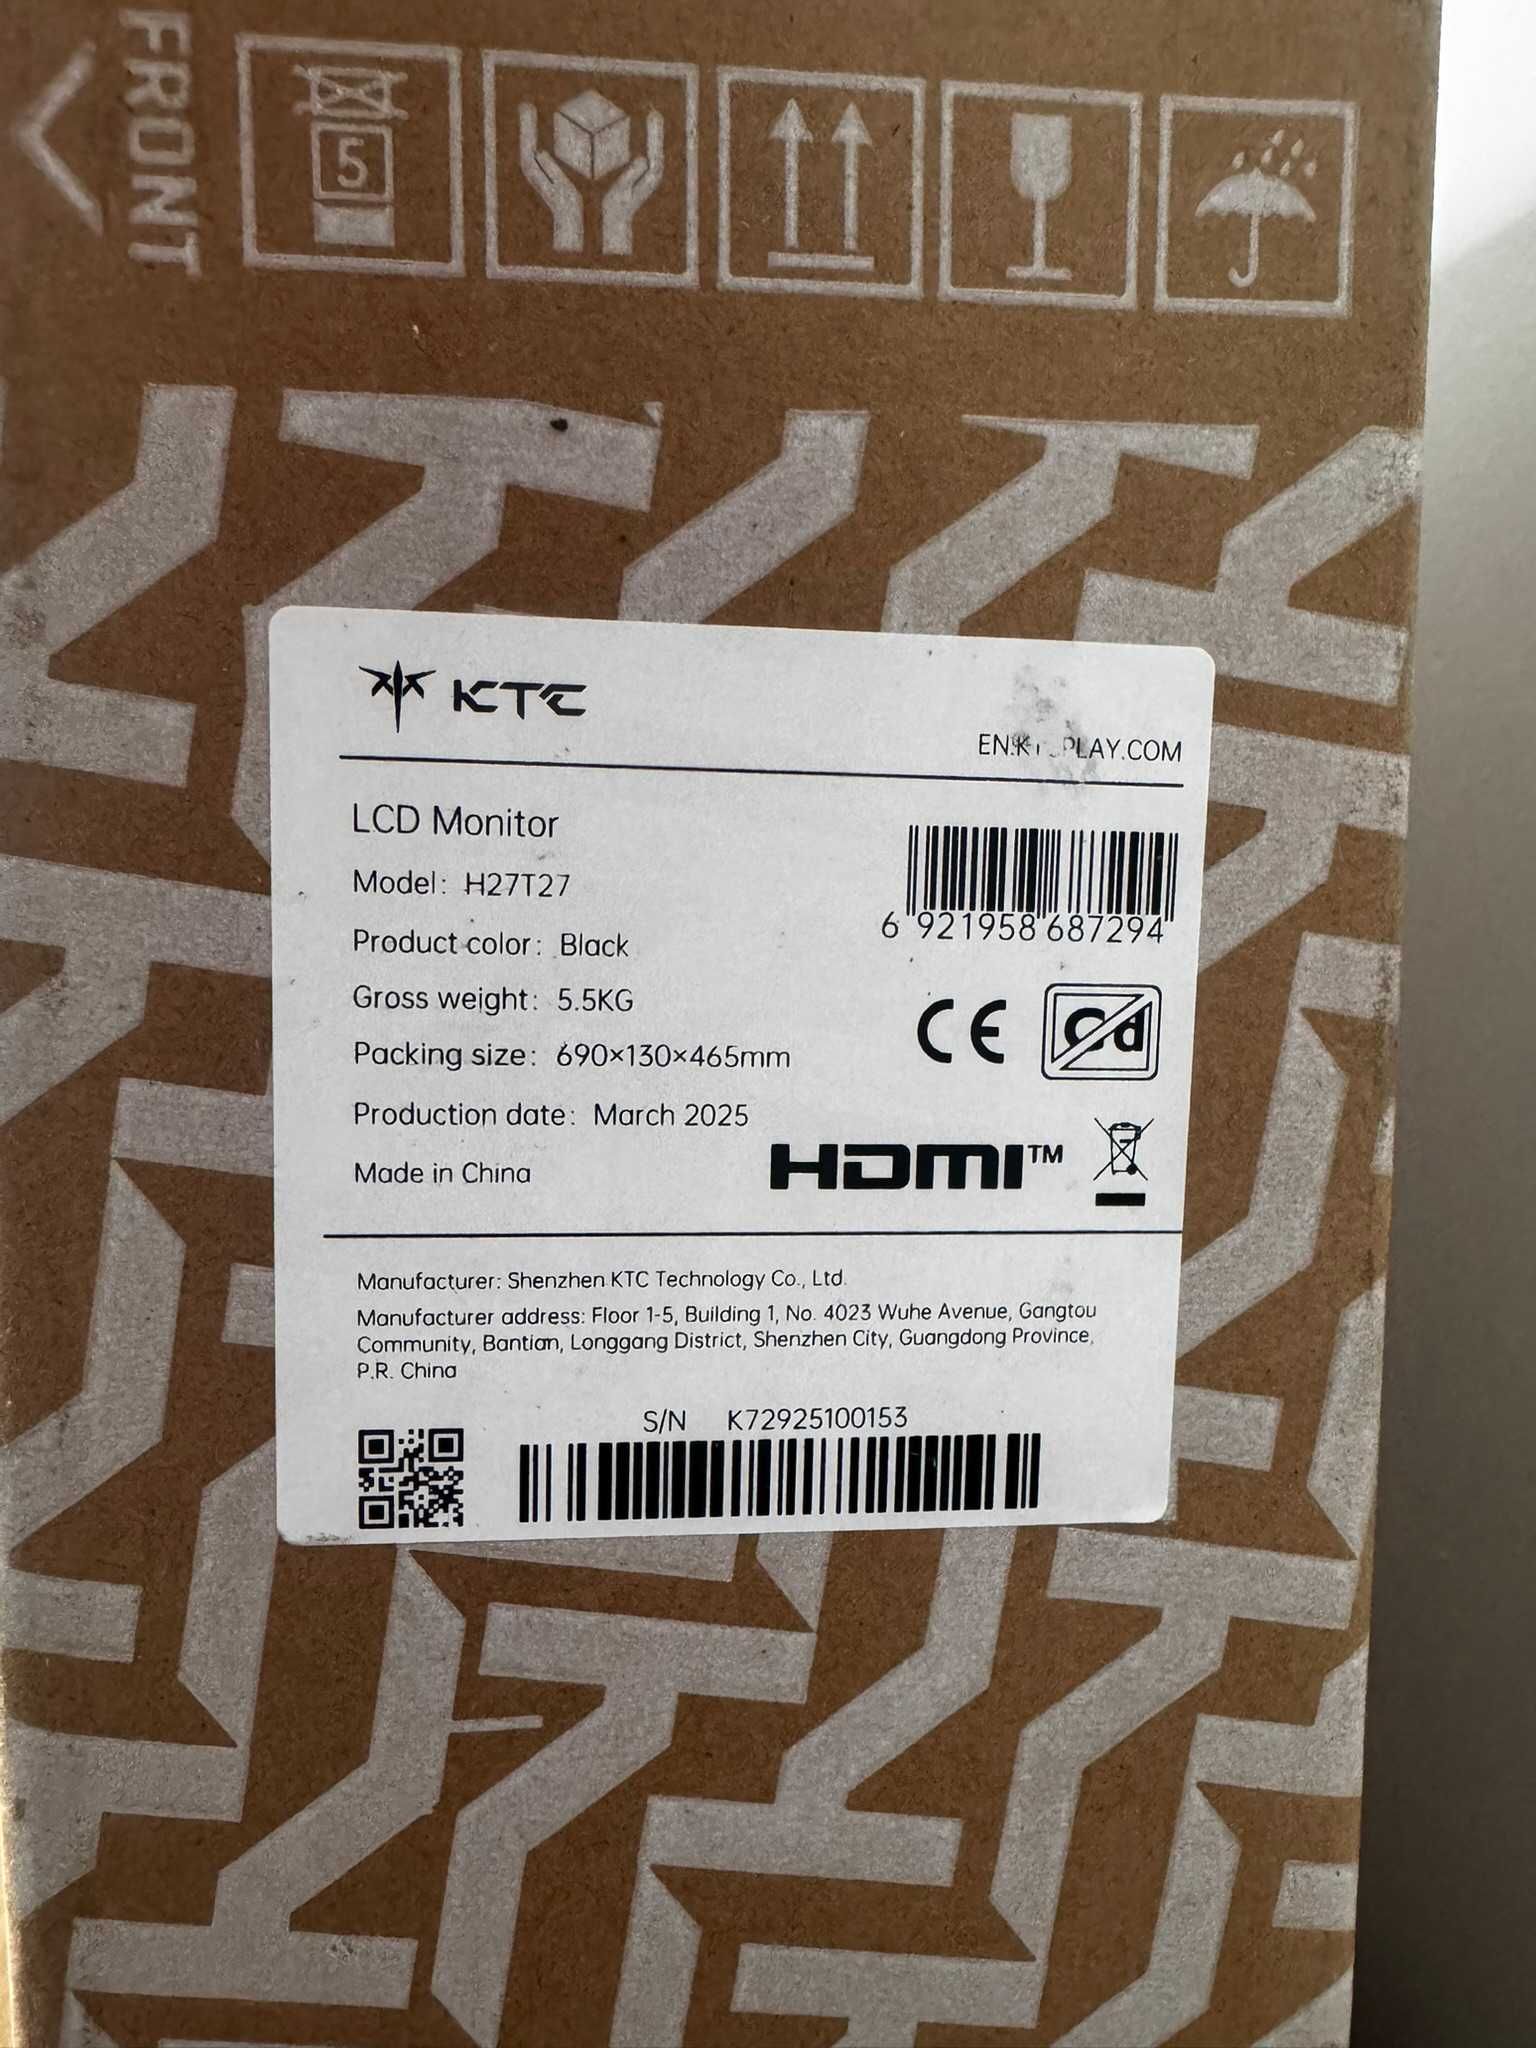 FRONT
5
KTC
EN.KT PLAY.COM
LCD Monitor
Model: H27T27
Product color: Black
Gross weight: 5.5KG
Packing size: 690×130×465mm
Production date: March 2025
Made in China
6 921958 687294
CE Cd
HDMI™
Manufacturer: Shenzhen KTC Technology Co., Ltd.
Manufacturer address: Floor 1-5, Building 1, No. 4023 Wuhe Avenue, Gangtou
Community, Bantian, Longgang District, Shenzhen City, Guangdong Province,
P.R. China
S/N K72925100153